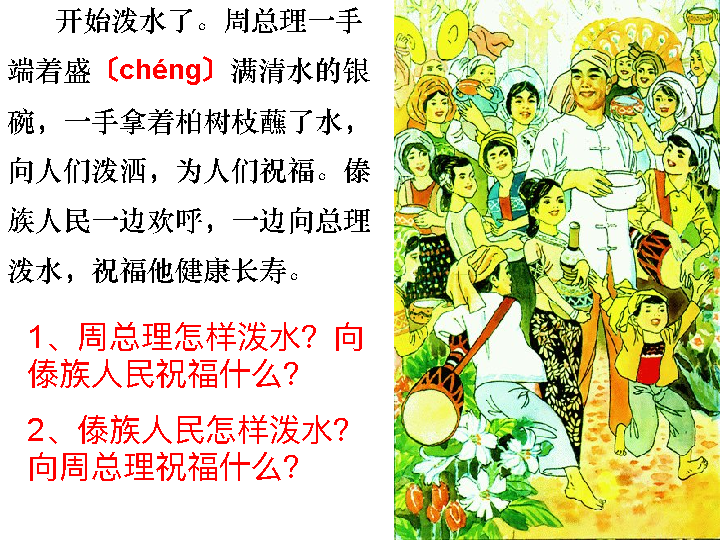 开始泼水了。周总理一手
端着盛〔chéng〕满清水的银
碗，一手拿着柏树枝蘸了水，
向人们泼洒，为人们祝福。傣
族人民一边欢呼，一边向总理
泼水，祝福他健康长寿。
1、周总理怎样泼水？向
傣族人民祝福什么？
2、傣族人民怎样泼水？
向周总理祝福什么？